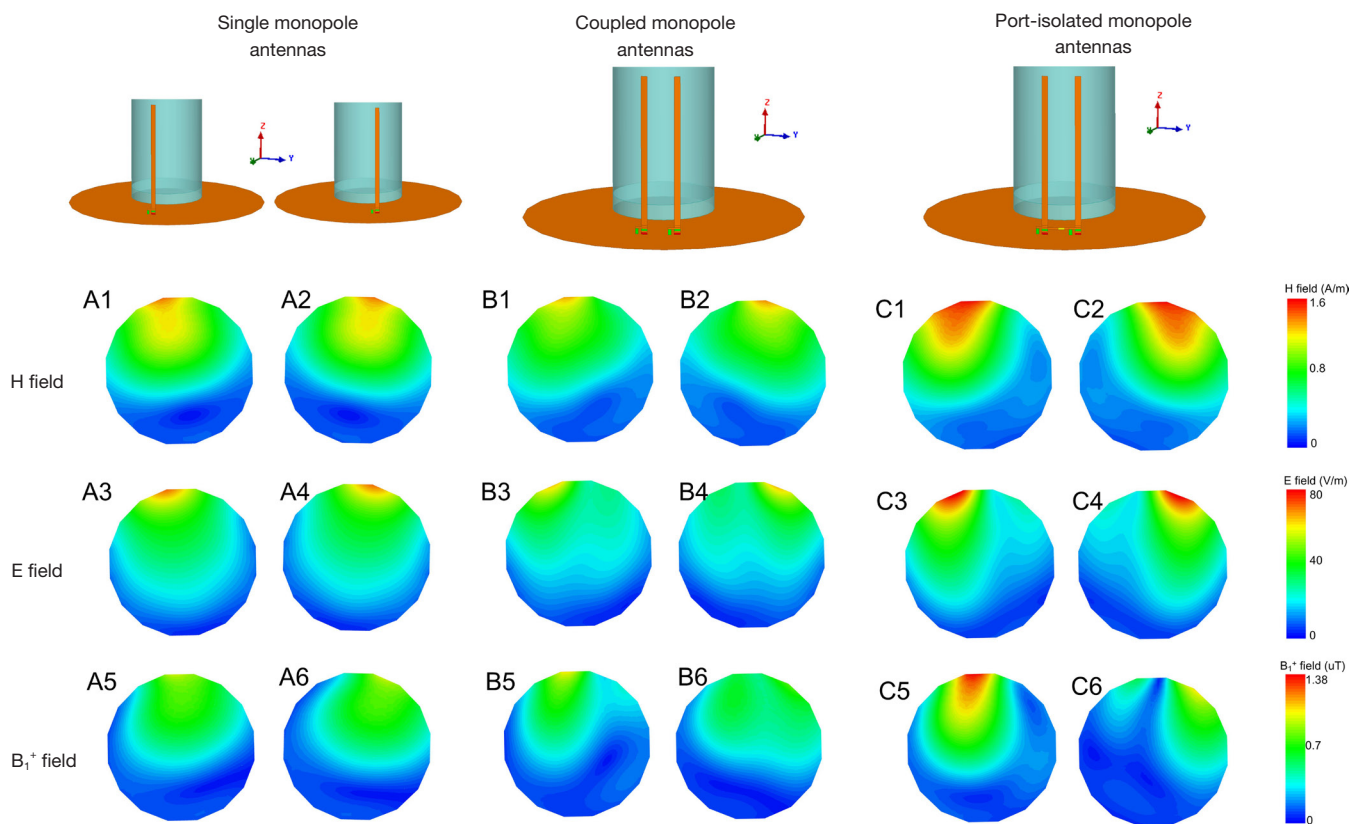 Single monopole
antennas
Coupled monopole
antennas
Port-isolated monopole
antennas
Z
Y
Z
Y
Z
Y
Z
Y
A1
A2
B1
B2
C1
C2
H field (A/m)
1.6
0.8
0
H field
A3
A4
B3
B4
C3
C4
E field (V/m)
80
40
0
E field
A5
A6
B5
B6
C5
C6
B₁⁺ field (uT)
1.38
0.7
0
B₁⁺ field